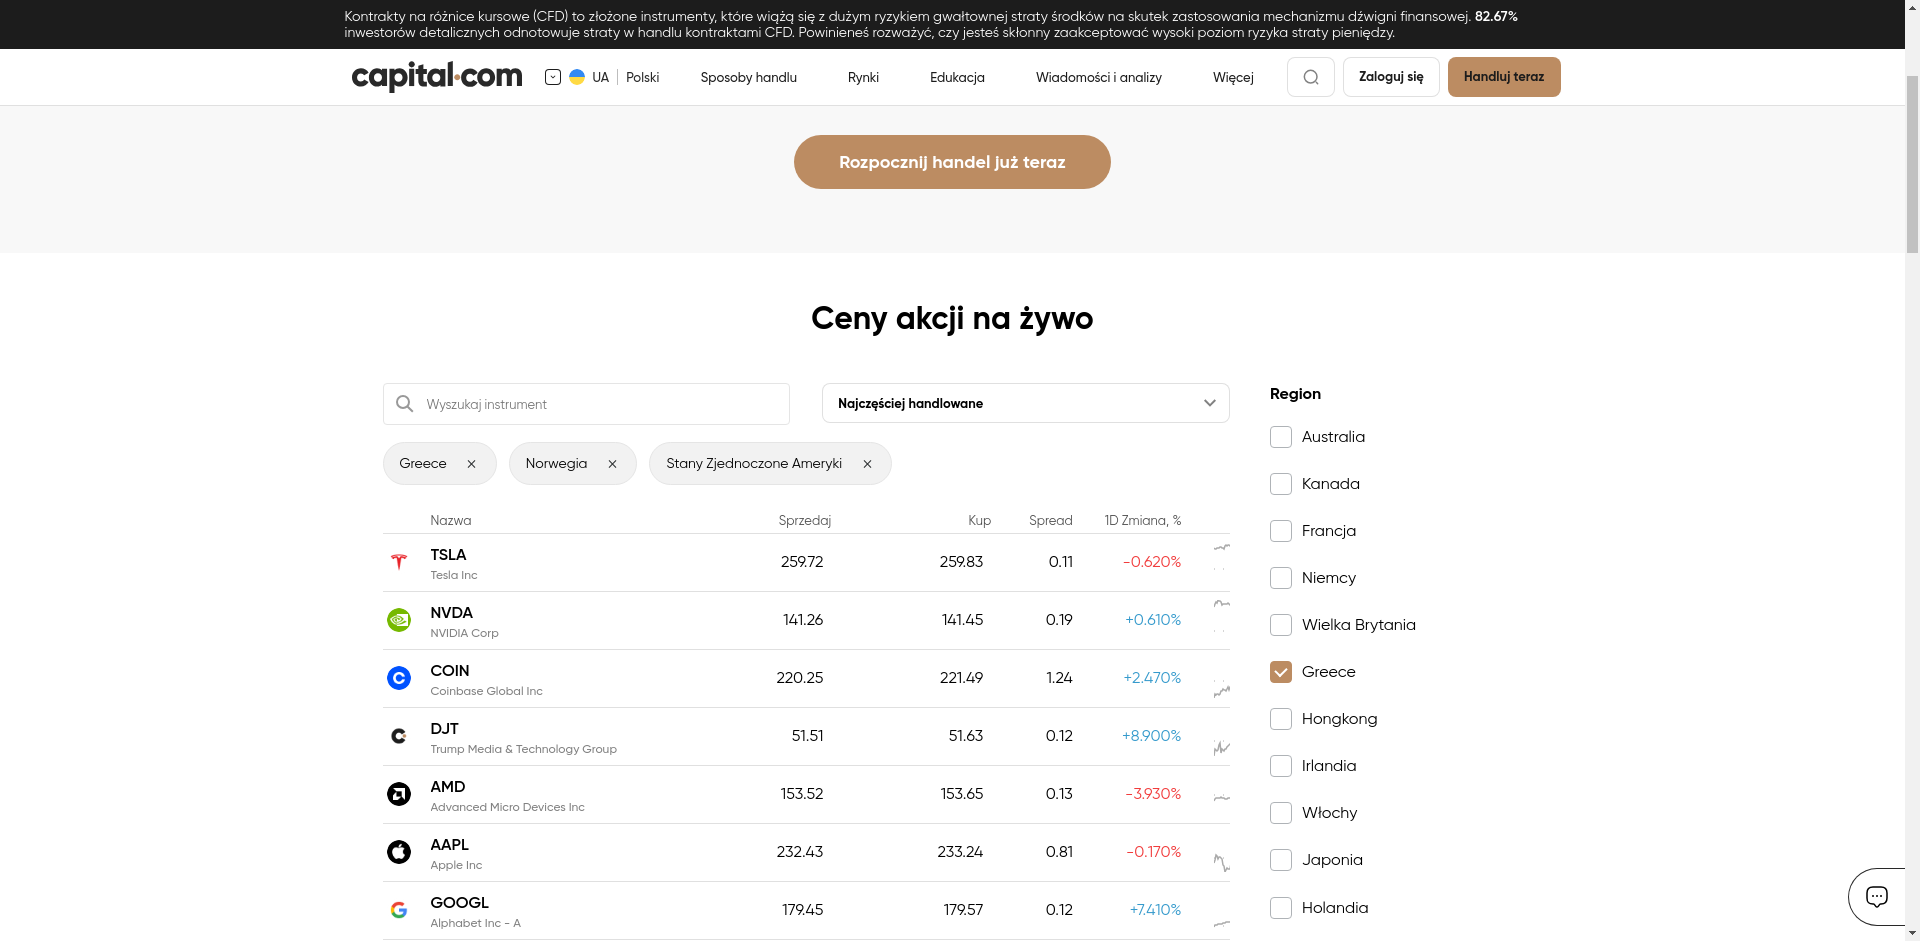 Kontrakty na różnice kursowe (CFD) to złożone instrumenty, które wiążą się z dużym ryzykiem gwałtownej straty środków na skutek zastosowania mechanizmu dźwigni finansowej. 82.67%
inwestorów detalicznych odnotowuje straty w handlu kontraktami CFD. Powinieneś rozważyć, czy jesteś skłonny zaakceptować wysoki poziom ryzyka straty pieniędzy.
capital.com UA Polski Sposoby handlu Rynki Edukacja Wiadomości i analizy Więcej Zaloguj się Handluj teraz
Rozpocznij handel już teraz
Ceny akcji na żywo
Wyszukaj instrument
Najczęściej handlowane
Greece Norwegia Stany Zjednoczone Ameryki
Nazwa Sprzedaj Kup Spread 1D Zmiana, %
TSLA
Tesla Inc
259.72 259.83 0.11 -0.620%
NVDA
NVIDIA Corp
141.26 141.45 0.19 +0.610%
COIN
Coinbase Global Inc
220.25 221.49 1.24 +2.470%
DJT
Trump Media & Technology Group
51.51 51.63 0.12 +8.900%
AMD
Advanced Micro Devices Inc
153.52 153.65 0.13 -3.930%
AAPL
Apple Inc
232.43 233.24 0.81 -0.170%
GOOGL
Alphabet Inc - A
179.45 179.57 0.12 +7.410%
Region
Australia
Kanada
Francja
Niemcy
Wielka Brytania
Greece
Hongkong
Irlandia
Włochy
Japonia
Holandia